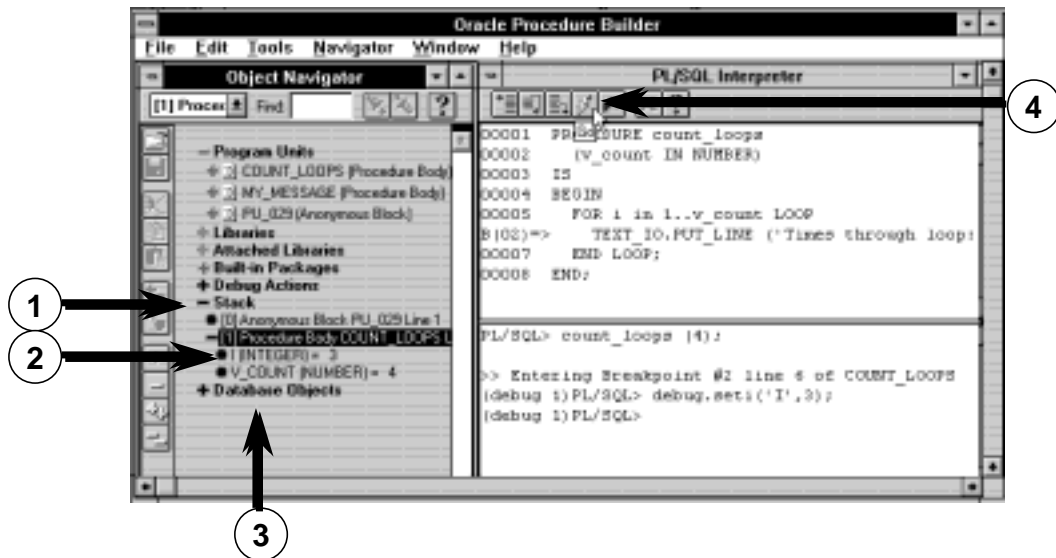 Oracle Procedure Builder
File Edit Tools Navigator Window Help
Object Navigator
[1] Proce Find
Program Units
COUNT_LOOPS (Procedure Body)
MY_MESSAGE (Procedure Body)
PU_029 (Anonymous Block)
Libraries
Attached Libraries
Built-in Packages
Debug Actions
Stack
[0] Anonymous Block PU_029 Line 1
[1] Procedure Body COUNT_LOOPS L
I (INTEGER) = 3
V_COUNT (NUMBER) = 4
Database Objects
PL/SQL Interpreter
00001 PROCEDURE count_loops
00002 (v_count IN NUMBER)
00003 IS
00004 BEGIN
00005 FOR i in 1..v_count LOOP
B(02)=> TEXT_IO.PUT_LINE ('Times through loop:
00007 END LOOP;
00008 END;
PL/SQL> count_loops (4);
>> Entering Breakpoint #2 line 6 of COUNT_LOOPS
(debug 1)PL/SQL> debug.seti('I',3);
(debug 1)PL/SQL>
1
2
3
4